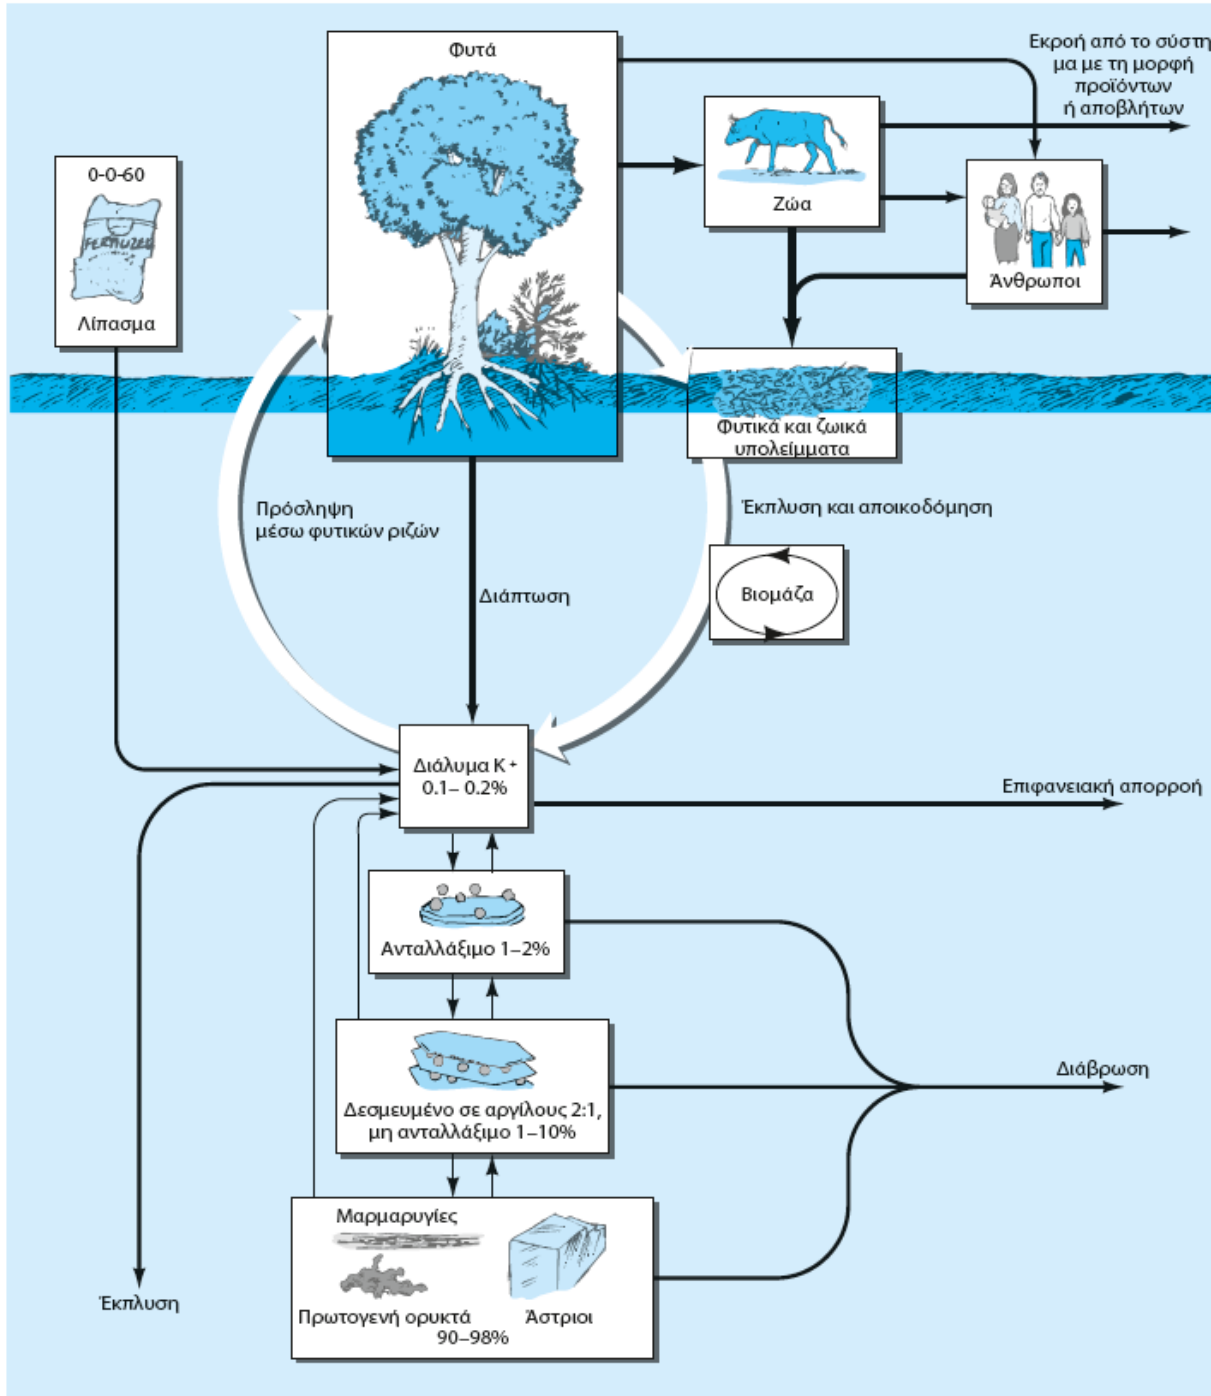 Φυτά
Εκροή από το σύστη
μα με τη μορφή
προϊόντων
ή αποβλήτων
0-0-60
FERTILIZER
Λίπασμα
Ζώα
Άνθρωποι
Φυτικά και ζωικά
υπολείμματα
Πρόσληψη
μέσω φυτικών ριζών
Έκπλυση και αποικοδόμηση
Διάπτωση
Βιομάζα
Διάλυμα K +
0.1– 0.2%
Επιφανειακή απορροή
Ανταλλάξιμο 1–2%
Δεσμευμένο σε αργίλους 2:1,
μη ανταλλάξιμο 1–10%
Διάβρωση
Μαρμαρυγίες
Έκπλυση
Πρωτογενή ορυκτά
Άστριοι
90–98%